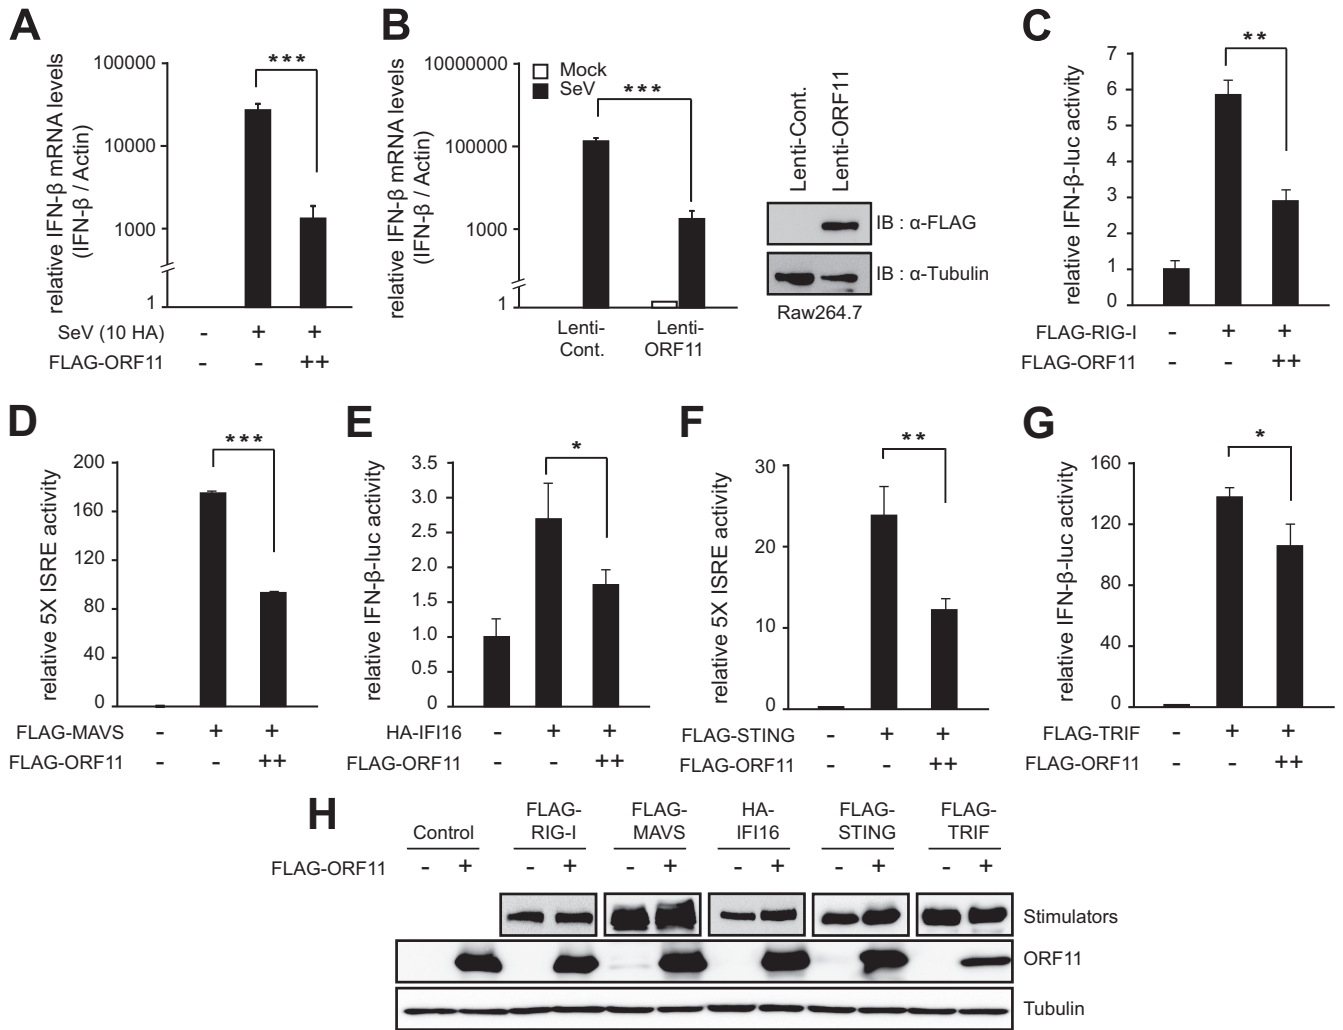 A
relative IFN-β mRNA levels
(IFN-β / Actin)
100000
10000
1000
1
***
SeV (10 HA) - + +
FLAG-ORF11 - - ++
B
relative IFN-β mRNA levels
(IFN-β / Actin)
10000000
100000
1000
1
Mock
SeV
***
Lenti-
Cont.
Lenti-
ORF11
Lenti-Cont.
Lenti-ORF11
IB : α-FLAG
IB : α-Tubulin
Raw264.7
C
relative IFN-β-luc activity
7
6
5
4
3
2
1
0
**
FLAG-RIG-I - + +
FLAG-ORF11 - - ++
D
relative 5X ISRE activity
200
160
120
80
40
0
***
FLAG-MAVS - + +
FLAG-ORF11 - - ++
E
relative IFN-β-luc activity
3.5
3.0
2.5
2.0
1.5
1.0
0.5
0
*
HA-IFI16 - + +
FLAG-ORF11 - - ++
F
relative 5X ISRE activity
30
20
10
0
**
FLAG-STING - + +
FLAG-ORF11 - - ++
G
relative IFN-β-luc activity
160
120
80
40
0
*
FLAG-TRIF - + +
FLAG-ORF11 - - ++
H
Control
FLAG-
RIG-I
FLAG-
MAVS
HA-
IFI16
FLAG-
STING
FLAG-
TRIF
FLAG-ORF11 - + - + - + - + - + - +
Stimulators
ORF11
Tubulin